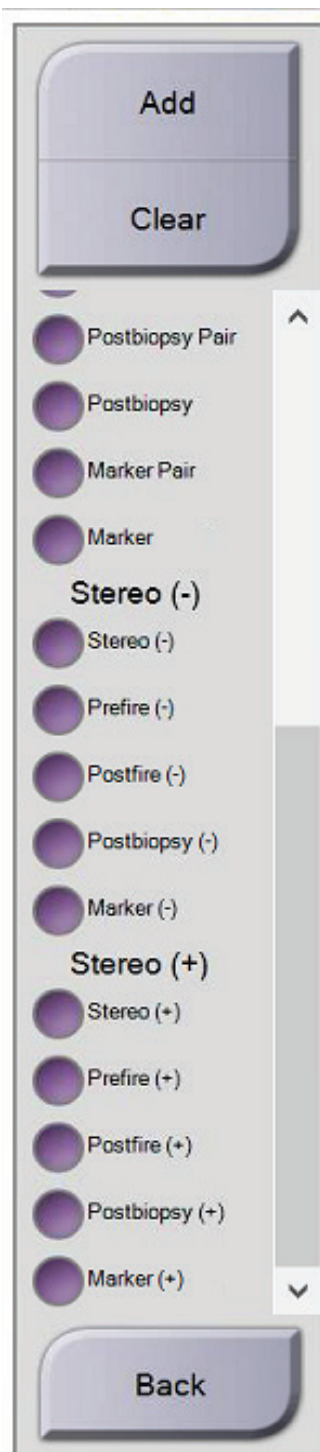 Add
Clear
Postbiopsy Pair
Postbiopsy
Marker Pair
Marker
Stereo (-)
Stereo (-)
Prefire (-)
Postfire (-)
Postbiopsy (-)
Marker (-)
Stereo (+)
Stereo (+)
Prefire (+)
Postfire (+)
Postbiopsy (+)
Marker (+)
Back